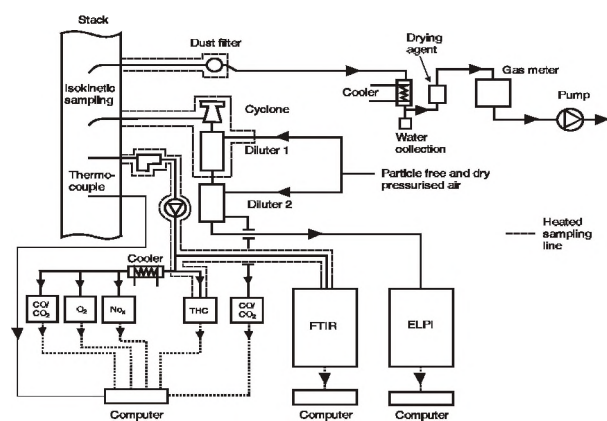 Stack
Dust filter
Drying
agent
Gas meter
Isokinetic
sampling
Cooler
Pump
Cyclone
Water
collection
Diluter 1
Thermo-
couple
Particle free and dry
pressurised air
Diluter 2
Heated
sampling
line
Cooler
CO/
CO₂
O₂
Noₓ
THC
CO/
CO₂
FTIR
ELPI
Computer
Computer
Computer